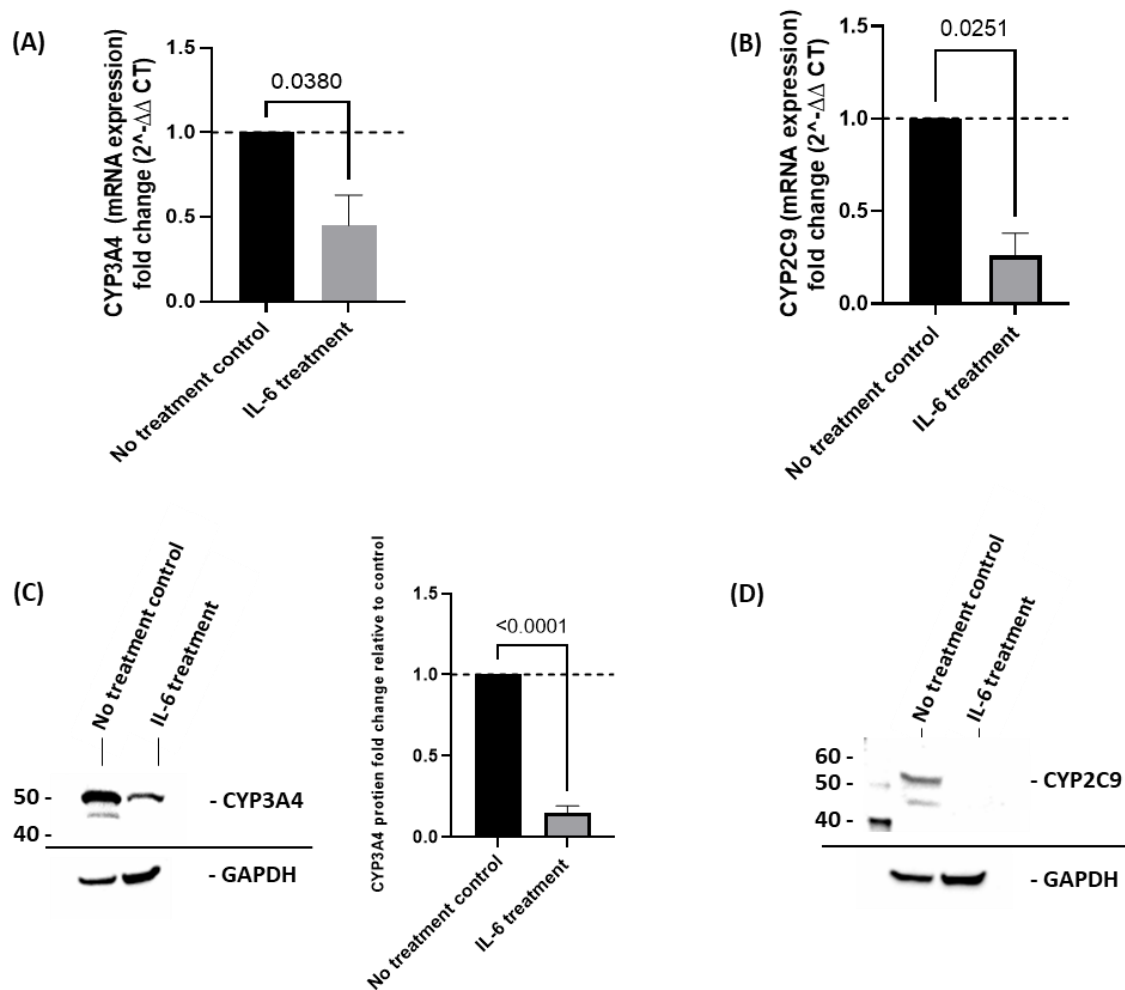 (A)
CYP3A4 (mRNA expression)
fold change (2^-ΔΔ CT)
1.5
1.0
0.5
0.0
0.0380
No treatment control
IL-6 treatment
(B)
CYP2C9 (mRNA expression)
fold change (2^-ΔΔ CT)
1.5
1.0
0.5
0.0
0.0251
No treatment control
IL-6 treatment
(C)
No treatment control
IL-6 treatment
50 -
40 -
- CYP3A4
- GAPDH
CYP3A4 protien fold change relative to control
1.5
1.0
0.5
0.0
<0.0001
No treatment control
IL-6 treatment
(D)
No treatment control
IL-6 treatment
60 -
50 -
40 -
- CYP2C9
- GAPDH